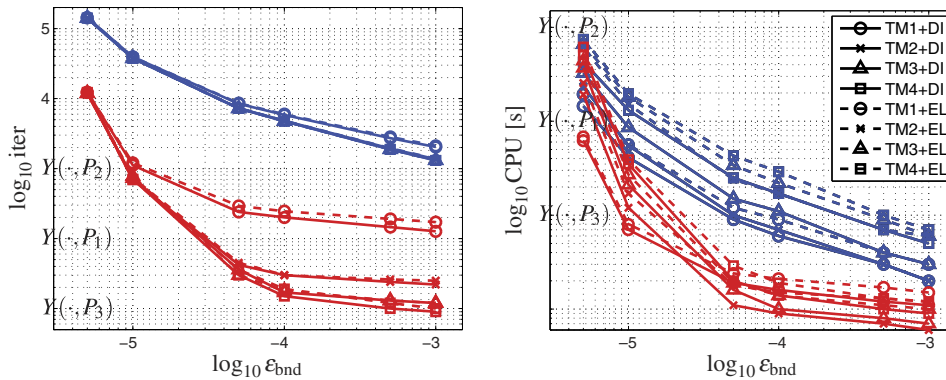 5
4
log₁₀ iter
Y(·, P₂)
Y(·, P₁)
Y(·, P₃)
−5
−4
−3
log₁₀ εbnd
log₁₀ CPU [s]
Y(·, P₂)
Y(·, P₁)
Y(·, P₃)
TM1+DI
TM2+DI
TM3+DI
TM4+DI
TM1+EL
TM2+EL
TM3+EL
TM4+EL
−5
−4
−3
log₁₀ εbnd